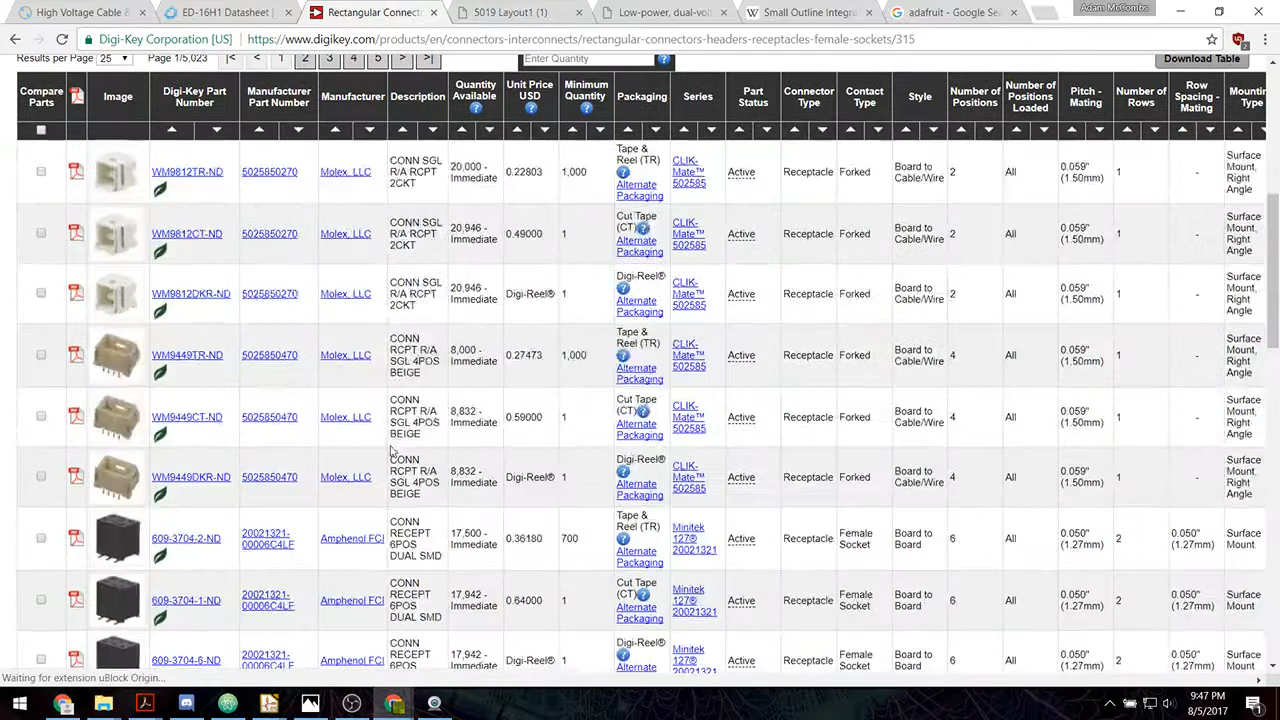 High Voltage Cable &
ED-16H1 Datasheet |
Rectangular Connecto
5019 Layout1 (1)
Low-power, dual-volt
Small Outline Integra
adafruit - Google Sea
Adam McCombs
Digi-Key Corporation [US]
https://www.digikey.com/products/en/connectors-interconnects/rectangular-connectors-headers-receptacles-female-sockets/315
Results per Page 25 Page 1/5,023 |< < 1 2 3 4 5 > >| Enter Quantity Download Table
Compare Parts Image Digi-Key Part Number Manufacturer Part Number Manufacturer Description Quantity Available Unit Price USD Minimum Quantity Packaging Series Part Status Connector Type Contact Type Style Number of Positions Number of Positions Loaded Pitch - Mating Number of Rows Row Spacing - Mating Mounting Type
WM9812TR-ND 5025850270 Molex, LLC CONN SGL R/A RCPT 2CKT 20,000 - Immediate 0.22803 1,000 Tape & Reel (TR) Alternate Packaging CLIK-Mate™ 502585 Active Receptacle Forked Board to Cable/Wire 2 All 0.059" (1.50mm) - Surface Mount, Right Angle
WM9812CT-ND 5025850270 Molex, LLC CONN SGL R/A RCPT 2CKT 20,946 - Immediate 0.49000 1 Cut Tape (CT) Alternate Packaging CLIK-Mate™ 502585 Active Receptacle Forked Board to Cable/Wire 2 All 0.059" (1.50mm) - Surface Mount, Right Angle
WM9812DKR-ND 5025850270 Molex, LLC CONN SGL R/A RCPT 2CKT 20,946 - Immediate Digi-Reel® 1 Digi-Reel® Alternate Packaging CLIK-Mate™ 502585 Active Receptacle Forked Board to Cable/Wire 2 All 0.059" (1.50mm) - Surface Mount, Right Angle
WM9449TR-ND 5025850470 Molex, LLC CONN RCPT R/A SGL 4POS BEIGE 8,000 - Immediate 0.27473 1,000 Tape & Reel (TR) Alternate Packaging CLIK-Mate™ 502585 Active Receptacle Forked Board to Cable/Wire 4 All 0.059" (1.50mm) - Surface Mount, Right Angle
WM9449CT-ND 5025850470 Molex, LLC CONN RCPT R/A SGL 4POS BEIGE 8,832 - Immediate 0.59000 1 Cut Tape (CT) Alternate Packaging CLIK-Mate™ 502585 Active Receptacle Forked Board to Cable/Wire 4 All 0.059" (1.50mm) - Surface Mount, Right Angle
WM9449DKR-ND 5025850470 Molex, LLC CONN RCPT R/A SGL 4POS BEIGE 8,832 - Immediate Digi-Reel® 1 Digi-Reel® Alternate Packaging CLIK-Mate™ 502585 Active Receptacle Forked Board to Cable/Wire 4 All 0.059" (1.50mm) - Surface Mount, Right Angle
609-3704-2-ND 20021321-00006C4LF Amphenol FCI CONN RECEPT 6POS DUAL SMD 17,500 - Immediate 0.36180 700 Tape & Reel (TR) Alternate Packaging Minitek 127® 20021321 Active Receptacle Female Socket Board to Board 6 All 0.050" (1.27mm) 2 0.050" (1.27mm) Surface Mount
609-3704-1-ND 20021321-00006C4LF Amphenol FCI CONN RECEPT 6POS DUAL SMD 17,942 - Immediate 0.64000 1 Cut Tape (CT) Alternate Packaging Minitek 127® 20021321 Active Receptacle Female Socket Board to Board 6 All 0.050" (1.27mm) 2 0.050" (1.27mm) Surface Mount
609-3704-6-ND 20021321-00006C4LF Amphenol FCI CONN RECEPT 6POS 17,942 - Immediate Digi-Reel® 1 Digi-Reel® Alternate Minitek 127® 20021321 Active Receptacle Female Socket Board to Board 6 All 0.050" (1.27mm) 2 0.050" (1.27mm) Surface Mount
Waiting for extension uBlock Origin...
9:47 PM
8/5/2017